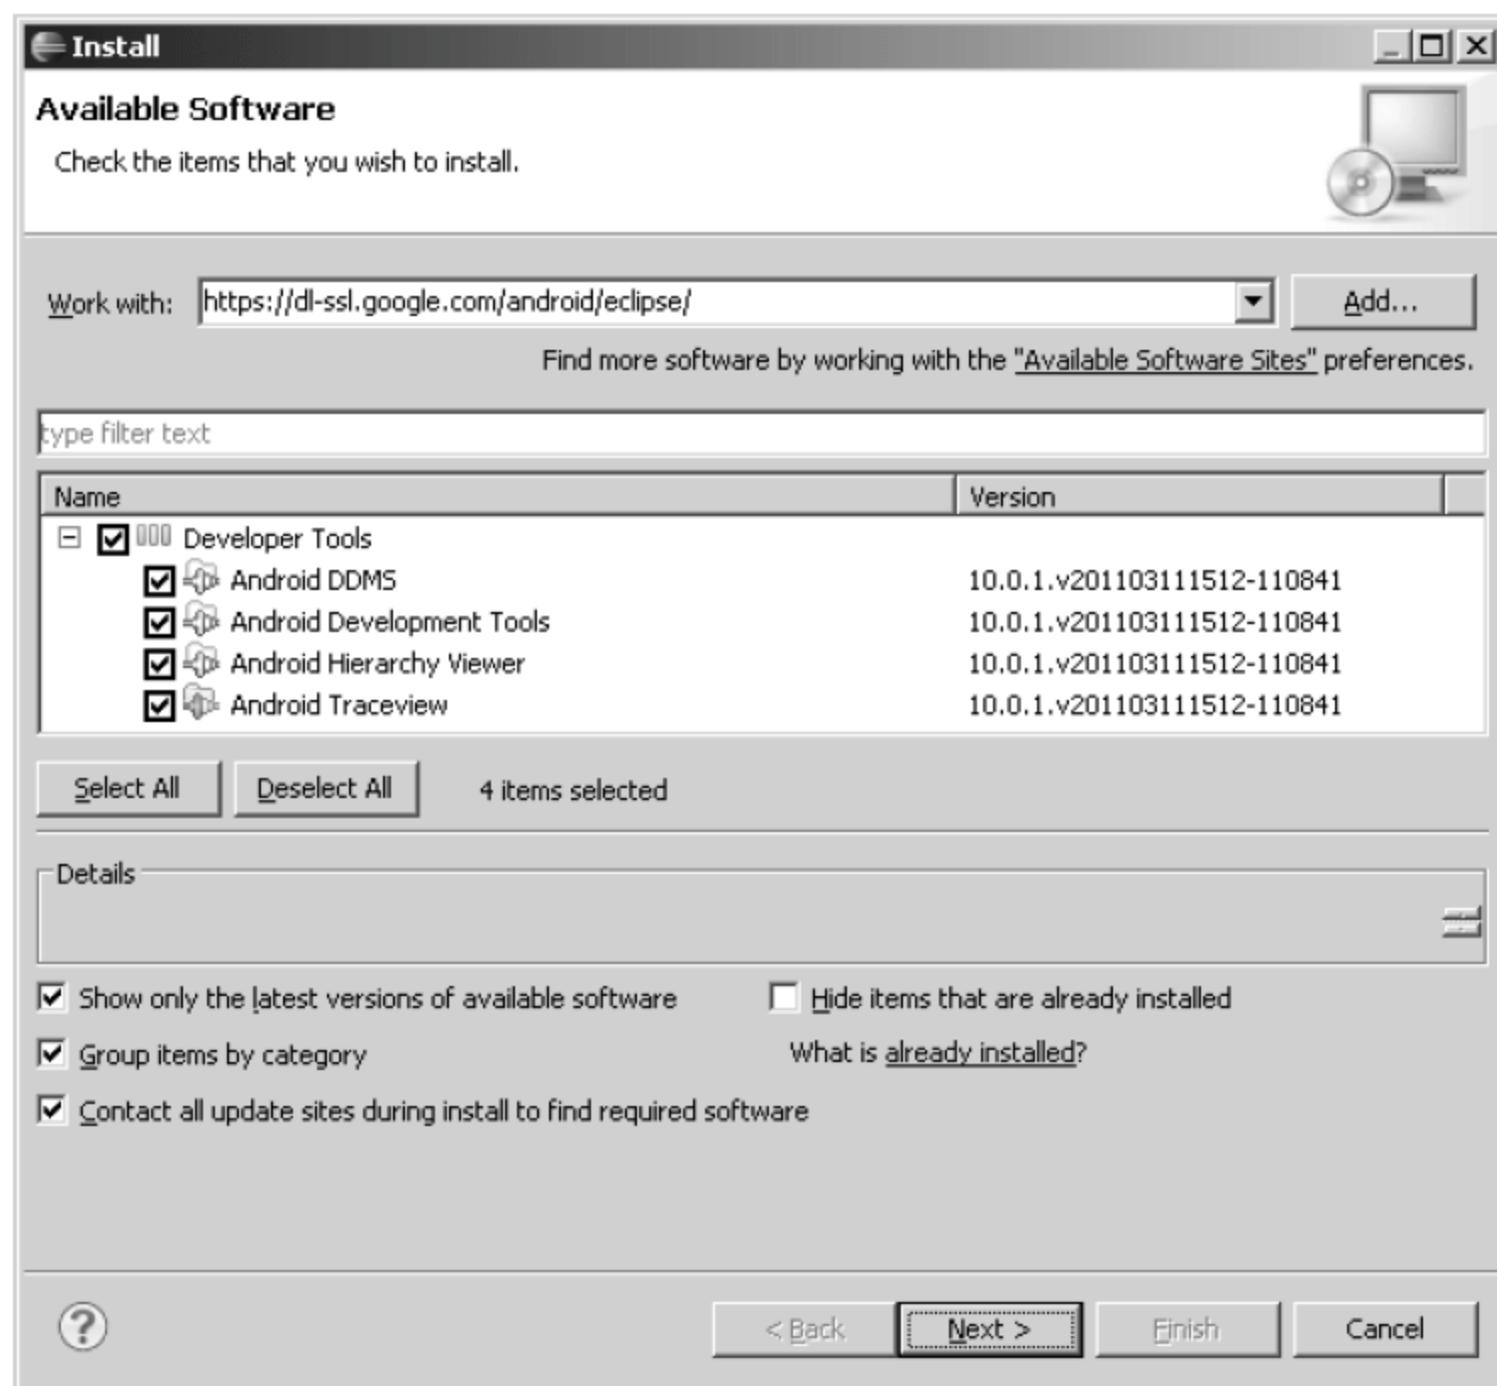 Install
Available Software
Check the items that you wish to install.
Work with: https://dl-ssl.google.com/android/eclipse/ Add...
Find more software by working with the "Available Software Sites" preferences.
type filter text
Name Version
Developer Tools
Android DDMS 10.0.1.v201103111512-110841
Android Development Tools 10.0.1.v201103111512-110841
Android Hierarchy Viewer 10.0.1.v201103111512-110841
Android Traceview 10.0.1.v201103111512-110841
Select All Deselect All 4 items selected
Details
Show only the latest versions of available software Hide items that are already installed
Group items by category What is already installed?
Contact all update sites during install to find required software
? < Back Next > Finish Cancel